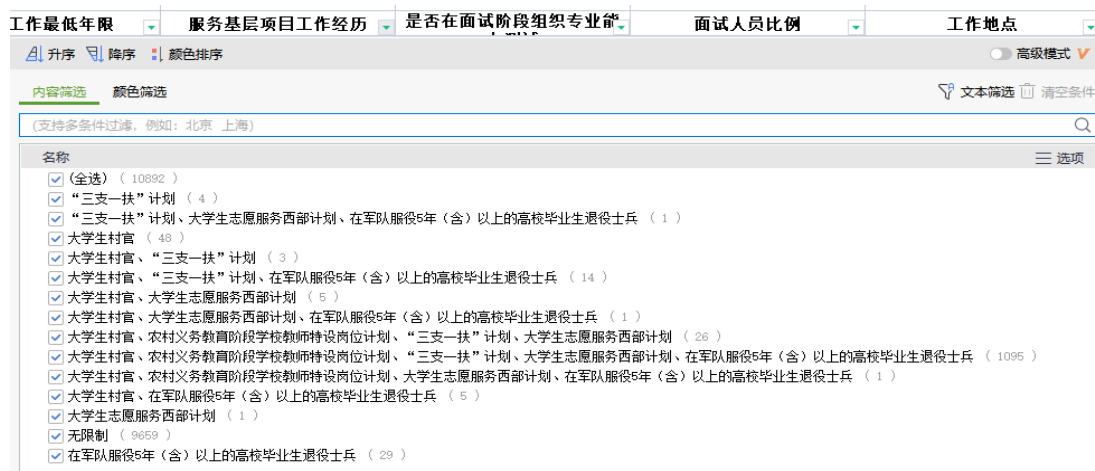 工作最低年限 服务基层项目工作经历 是否在面试阶段组织专业能 面试人员比例 工作地点
升序 降序 颜色排序 高级模式
内容筛选 颜色筛选 文本筛选 清空条件
(支持多条件过滤，例如：北京 上海)
名称 选项
(全选) ( 10892 )
“三支一扶”计划 ( 4 )
“三支一扶”计划、大学生志愿服务西部计划、在军队服役5年（含）以上的高校毕业生退役士兵 ( 1 )
大学生村官 ( 48 )
大学生村官、“三支一扶”计划 ( 3 )
大学生村官、“三支一扶”计划、在军队服役5年（含）以上的高校毕业生退役士兵 ( 14 )
大学生村官、大学生志愿服务西部计划 ( 5 )
大学生村官、大学生志愿服务西部计划、在军队服役5年（含）以上的高校毕业生退役士兵 ( 1 )
大学生村官、农村义务教育阶段学校教师特设岗位计划、“三支一扶”计划、大学生志愿服务西部计划 ( 26 )
大学生村官、农村义务教育阶段学校教师特设岗位计划、“三支一扶”计划、大学生志愿服务西部计划、在军队服役5年（含）以上的高校毕业生退役士兵 ( 1095 )
大学生村官、农村义务教育阶段学校教师特设岗位计划、大学生志愿服务西部计划、在军队服役5年（含）以上的高校毕业生退役士兵 ( 1 )
大学生村官、在军队服役5年（含）以上的高校毕业生退役士兵 ( 5 )
大学生志愿服务西部计划 ( 1 )
无限制 ( 9659 )
在军队服役5年（含）以上的高校毕业生退役士兵 ( 29 )